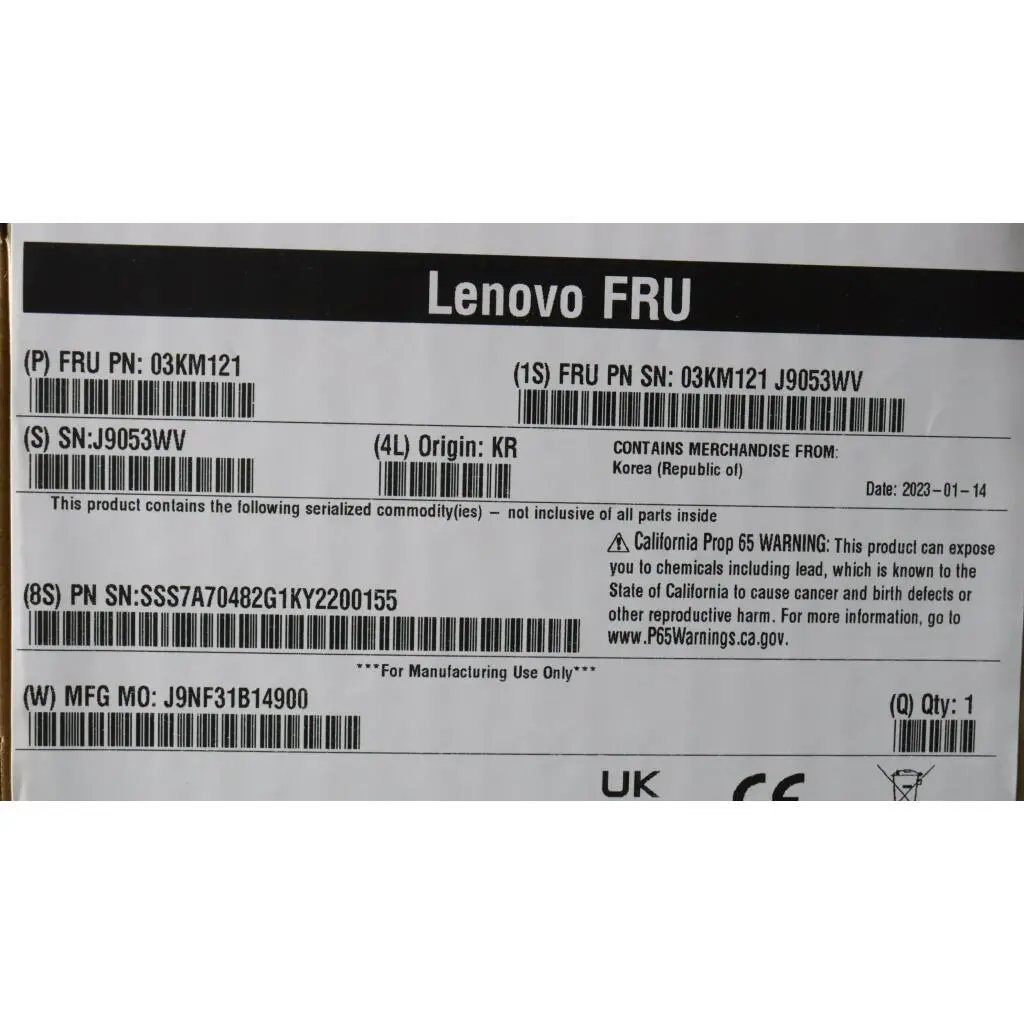 Lenovo FRU
(P) FRU PN: 03KM121
(1S) FRU PN SN: 03KM121 J9053WV
(S) SN:J9053WV
(4L) Origin: KR
CONTAINS MERCHANDISE FROM:
Korea (Republic of)
Date: 2023-01-14
This product contains the following serialized commodity(ies) – not inclusive of all parts inside
⚠ California Prop 65 WARNING: This product can expose
you to chemicals including lead, which is known to the
State of California to cause cancer and birth defects or
other reproductive harm. For more information, go to
www.P65Warnings.ca.gov.
(8S) PN SN:SSS7A70482G1KY2200155
***For Manufacturing Use Only***
(W) MFG MO: J9NF31B14900
(Q) Qty: 1
UK
CE